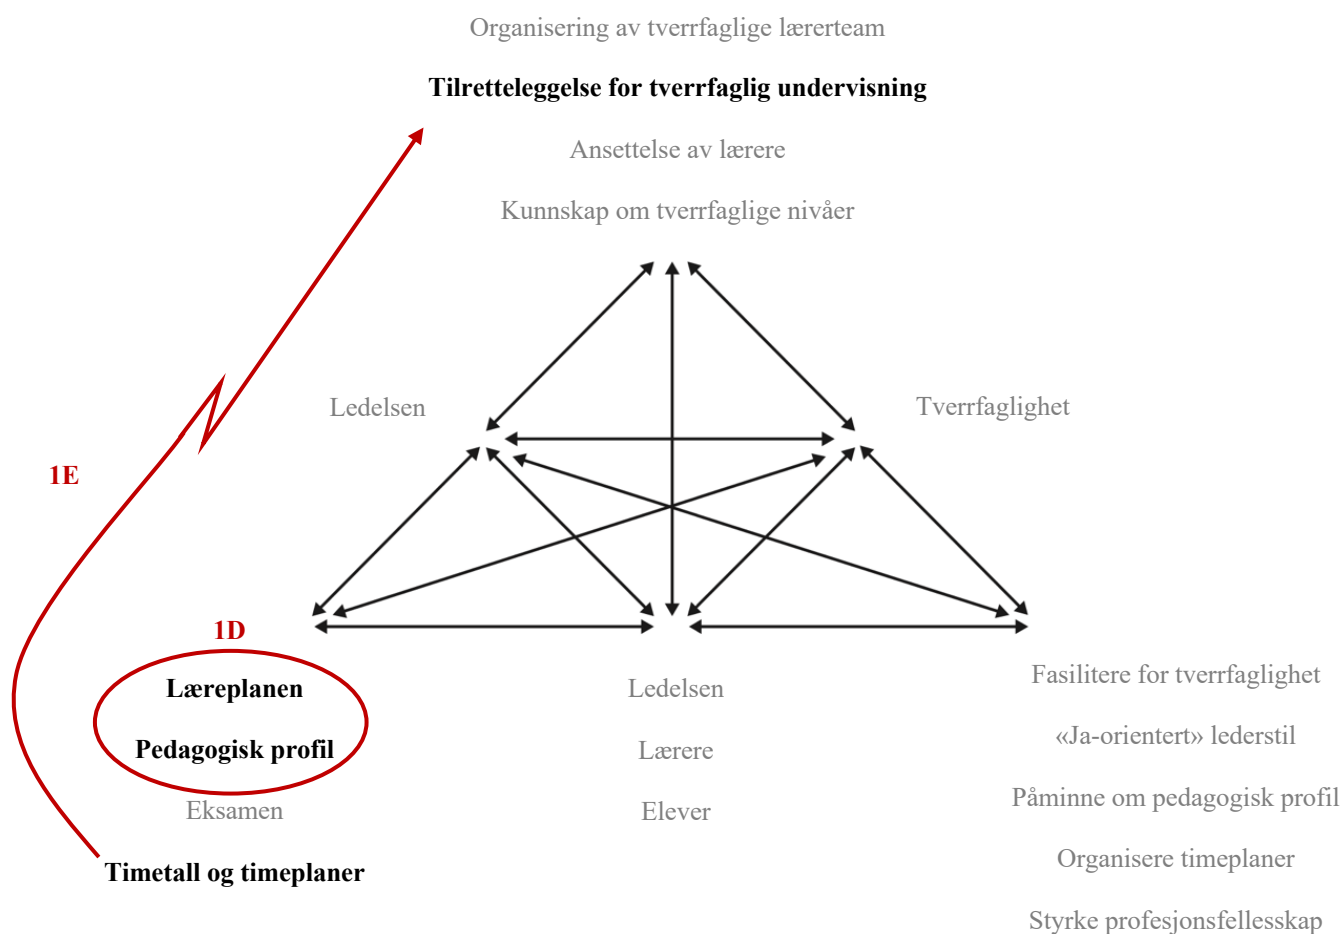 Organisering av tverrfaglige lærerteam
Tilretteleggelse for tverrfaglig undervisning
Ansettelse av lærere
Kunnskap om tverrfaglige nivåer
Ledelsen
Tverrfaglighet
1E
1D
Læreplanen
Pedagogisk profil
Eksamen
Timetall og timeplaner
Ledelsen
Lærere
Elever
Fasilitere for tverrfaglighet
«Ja-orientert» lederstil
Påminne om pedagogisk profil
Organisere timeplaner
Styrke profesjonsfellesskap